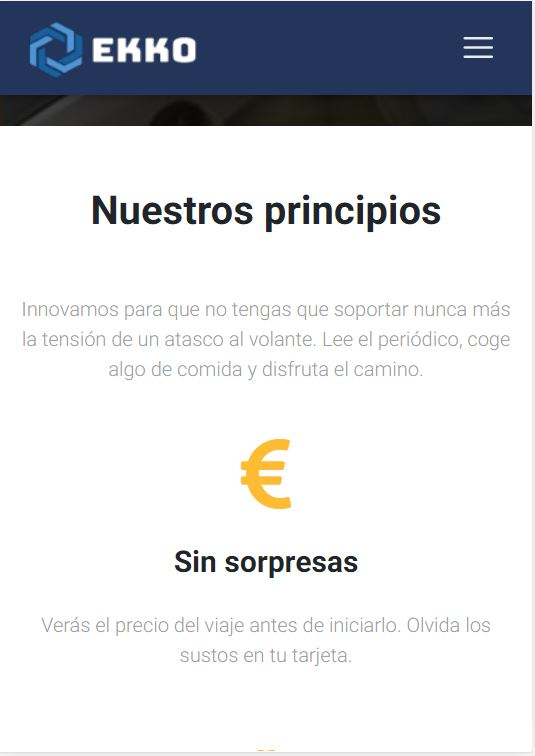 EKKO
Nuestros principios
Innovamos para que no tengas que soportar nunca más
la tensión de un atasco al volante. Lee el periódico, coge
algo de comida y disfruta el camino.
€
Sin sorpresas
Verás el precio del viaje antes de iniciarlo. Olvida los
sustos en tu tarjeta.